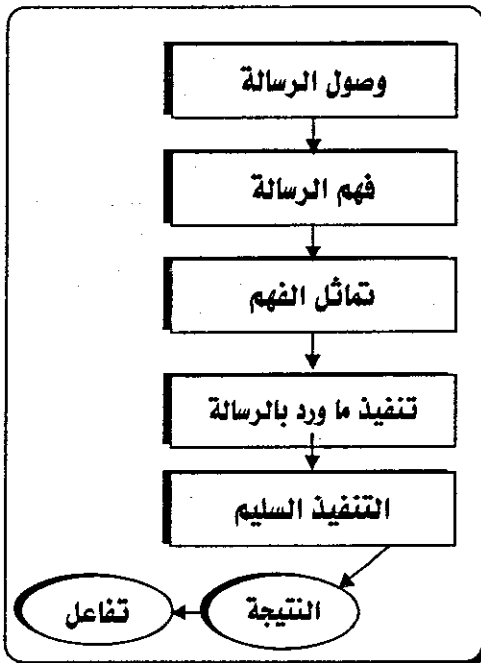 وصول الرسالة
فهم الرسالة
تماثل الفهم
تنفيذ ما ورد بالرسالة
التنفيذ السليم
النتيجة
تفاعل